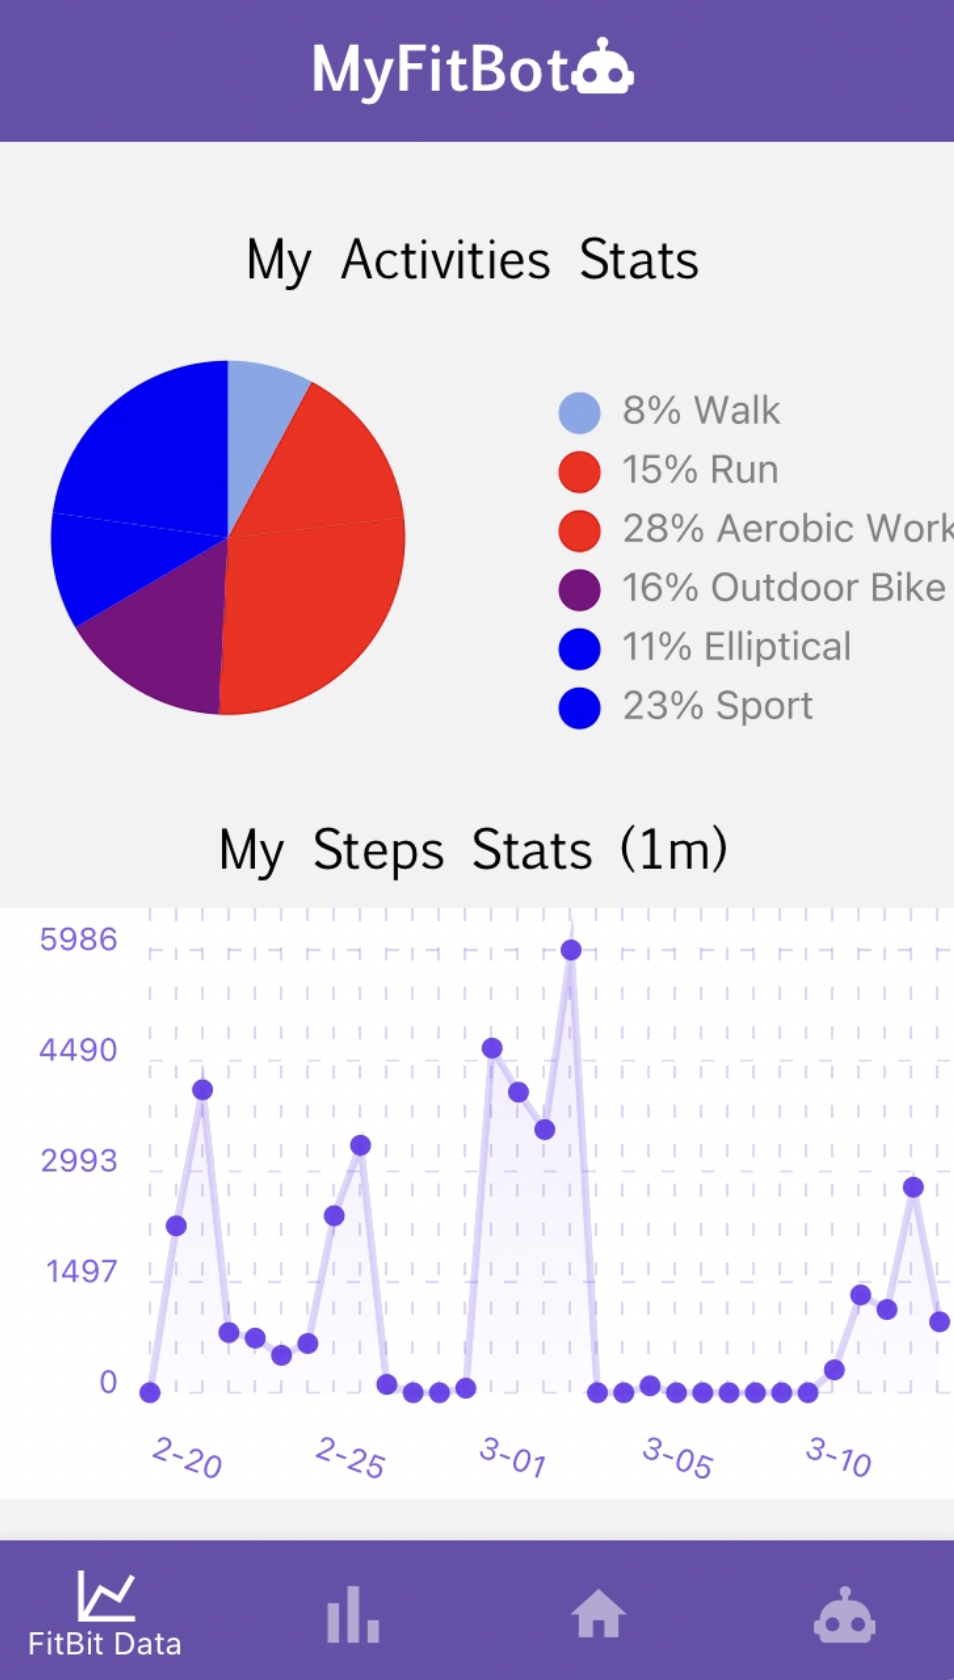 MyFitBot
My Activities Stats
8% Walk
15% Run
28% Aerobic Work
16% Outdoor Bike
11% Elliptical
23% Sport
My Steps Stats (1m)
5986
4490
2993
1497
0
2-20
2-25
3-01
3-05
3-10
FitBit Data